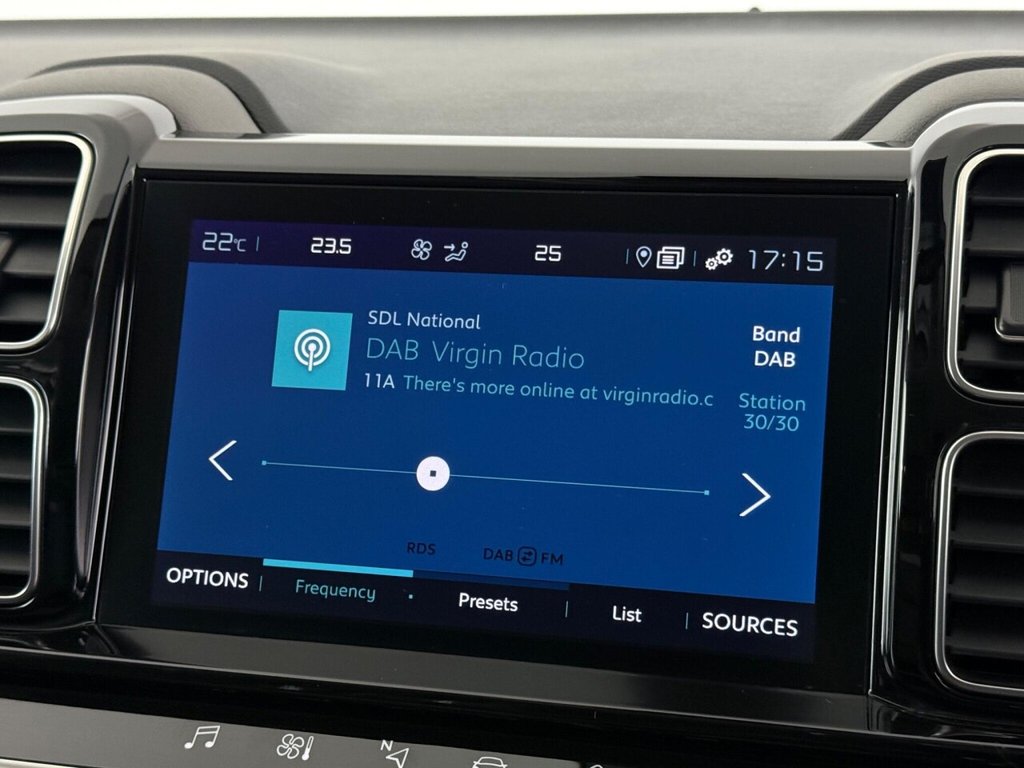 22°C 23.5 25 17:15
SDL National
DAB Virgin Radio
11A There's more online at virginradio.c
Band
DAB
Station
30/30
RDS DAB FM
OPTIONS Frequency Presets List SOURCES
N